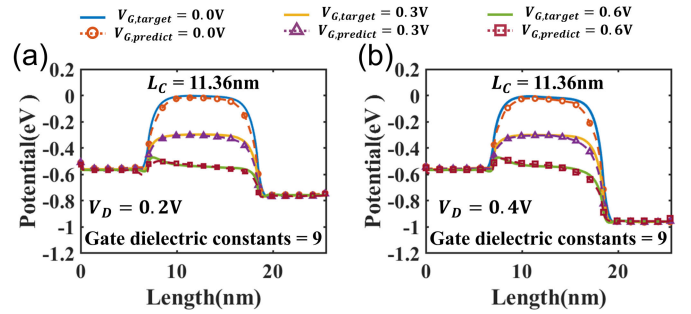 V_{G,target} = 0.0V V_{G,target} = 0.3V V_{G,target} = 0.6V
V_{G,predict} = 0.0V V_{G,predict} = 0.3V V_{G,predict} = 0.6V
(a)
0.2
0
-0.2
-0.4
-0.6
-0.8
-1
-1.2
Potential(eV )
L_C = 11.36nm
V_D = 0.2V
Gate dielectric constants = 9
0 10 20
Length(nm)
(b)
0.2
0
-0.2
-0.4
-0.6
-0.8
-1
-1.2
Potential(eV )
L_C = 11.36nm
V_D = 0.4V
Gate dielectric constants = 9
0 10 20
Length(nm)